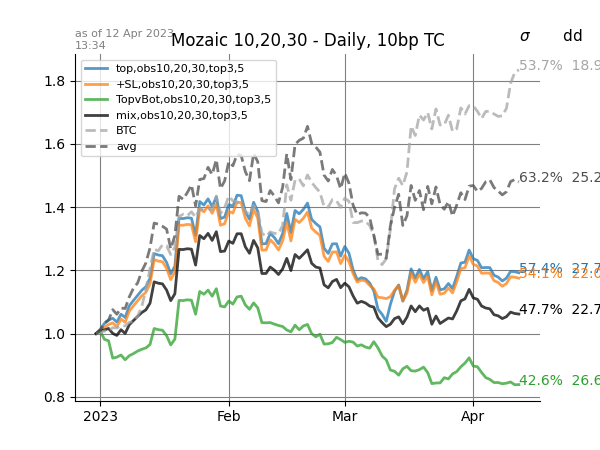 as of 12 Apr 2023
13:34
Mozaic 10,20,30 - Daily, 10bp TC
σ dd
top,obs10,20,30,top3,5
+SL,obs10,20,30,top3,5
TopvBot,obs10,20,30,top3,5
mix,obs10,20,30,top3,5
BTC
avg
53.7% 18.9
63.2% 25.2
57.4% 27.7
54.1% 22.0
47.7% 22.7
42.6% 26.6
1.8
1.6
1.4
1.2
1.0
0.8
2023 Feb Mar Apr